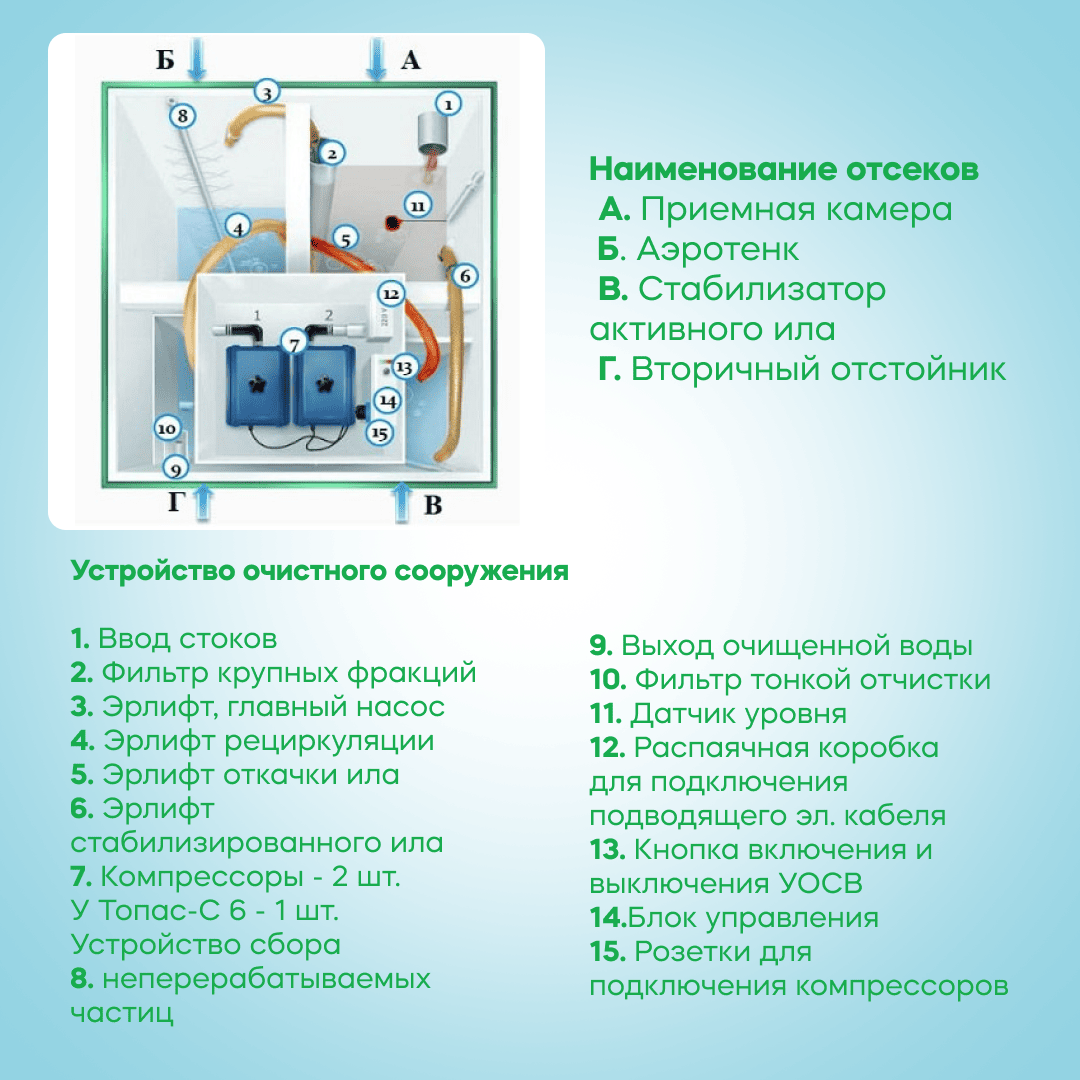 Б
А
3
1
8
2
11
4
5
6
12
220 V
1
2
7
13
14
10
15
9
Г
В
Наименование отсеков
А. Приемная камера
Б. Аэротенк
В. Стабилизатор
активного ила
Г. Вторичный отстойник
Устройство очистного сооружения
1. Ввод стоков
2. Фильтр крупных фракций
3. Эрлифт, главный насос
4. Эрлифт рециркуляции
5. Эрлифт откачки ила
6. Эрлифт
стабилизированного ила
7. Компрессоры - 2 шт.
У Топас-С 6 - 1 шт.
Устройство сбора
8. неперерабатываемых
частиц
9. Выход очищенной воды
10. Фильтр тонкой отчистки
11. Датчик уровня
12. Распаячная коробка
для подключения
подводящего эл. кабеля
13. Кнопка включения и
выключения УОСВ
14.Блок управления
15. Розетки для
подключения компрессоров